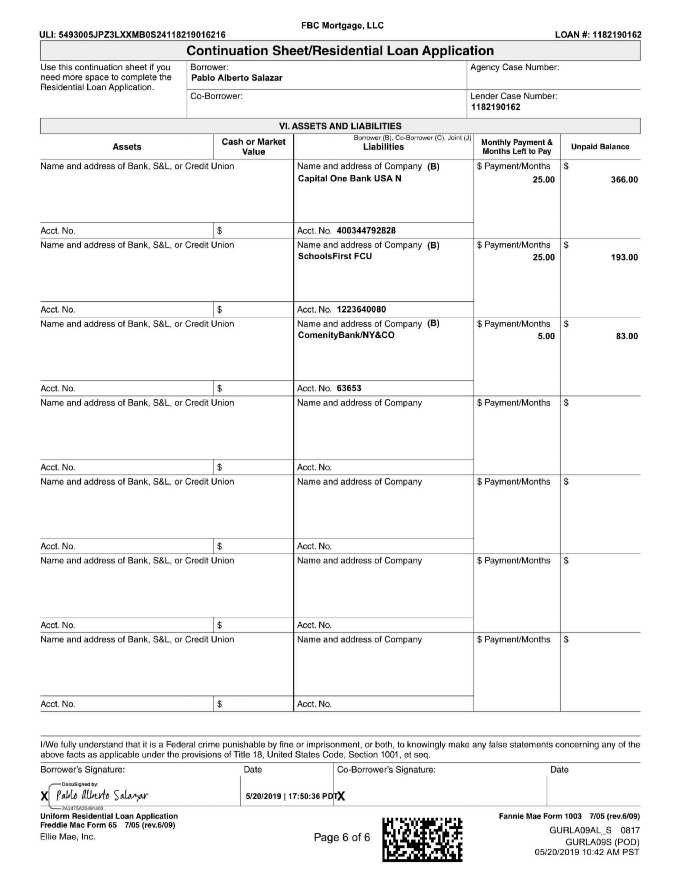 FBC Mortgage, LLC
ULI: 5493005JPZ3LXXMB0S24118219016216 LOAN #: 1182190162
Continuation Sheet/Residential Loan Application
Use this continuation sheet if you need more space to complete the Residential Loan Application.
Borrower:
Pablo Alberto Salazar
Agency Case Number:
Co-Borrower:
Lender Case Number:
1182190162
VI. ASSETS AND LIABILITIES
Assets
Cash or Market Value
Borrower (B), Co-Borrower (C), Joint (J)
Liabilities
Monthly Payment & Months Left to Pay
Unpaid Balance
Name and address of Bank, S&L, or Credit Union Name and address of Company (B) $ Payment/Months $
Capital One Bank USA N 25.00 366.00
Acct. No. $ Acct. No. 400344792828
Name and address of Bank, S&L, or Credit Union Name and address of Company (B) $ Payment/Months $
SchoolsFirst FCU 25.00 193.00
Acct. No. $ Acct. No. 1223640080
Name and address of Bank, S&L, or Credit Union Name and address of Company (B) $ Payment/Months $
ComenityBank/NY&CO 5.00 83.00
Acct. No. $ Acct. No. 63653
Name and address of Bank, S&L, or Credit Union Name and address of Company $ Payment/Months $
Acct. No. $ Acct. No.
Name and address of Bank, S&L, or Credit Union Name and address of Company $ Payment/Months $
Acct. No. $ Acct. No.
Name and address of Bank, S&L, or Credit Union Name and address of Company $ Payment/Months $
Acct. No. $ Acct. No.
Name and address of Bank, S&L, or Credit Union Name and address of Company $ Payment/Months $
Acct. No. $ Acct. No.
I/We fully understand that it is a Federal crime punishable by fine or imprisonment, or both, to knowingly make any false statements concerning any of the
above facts as applicable under the provisions of Title 18, United States Code, Section 1001, et seq.
Borrower's Signature: Date Co-Borrower's Signature: Date
DocuSigned by:
X Pablo Alberto Salazar 5/20/2019 | 17:50:36 PDT X
Uniform Residential Loan Application Fannie Mae Form 1003 7/05 (rev.6/09)
Freddie Mac Form 65 7/05 (rev.6/09)
Ellie Mae, Inc. Page 6 of 6 GURLA09AL_S 0817
GURLA09S (POD)
05/20/2019 10:42 AM PST